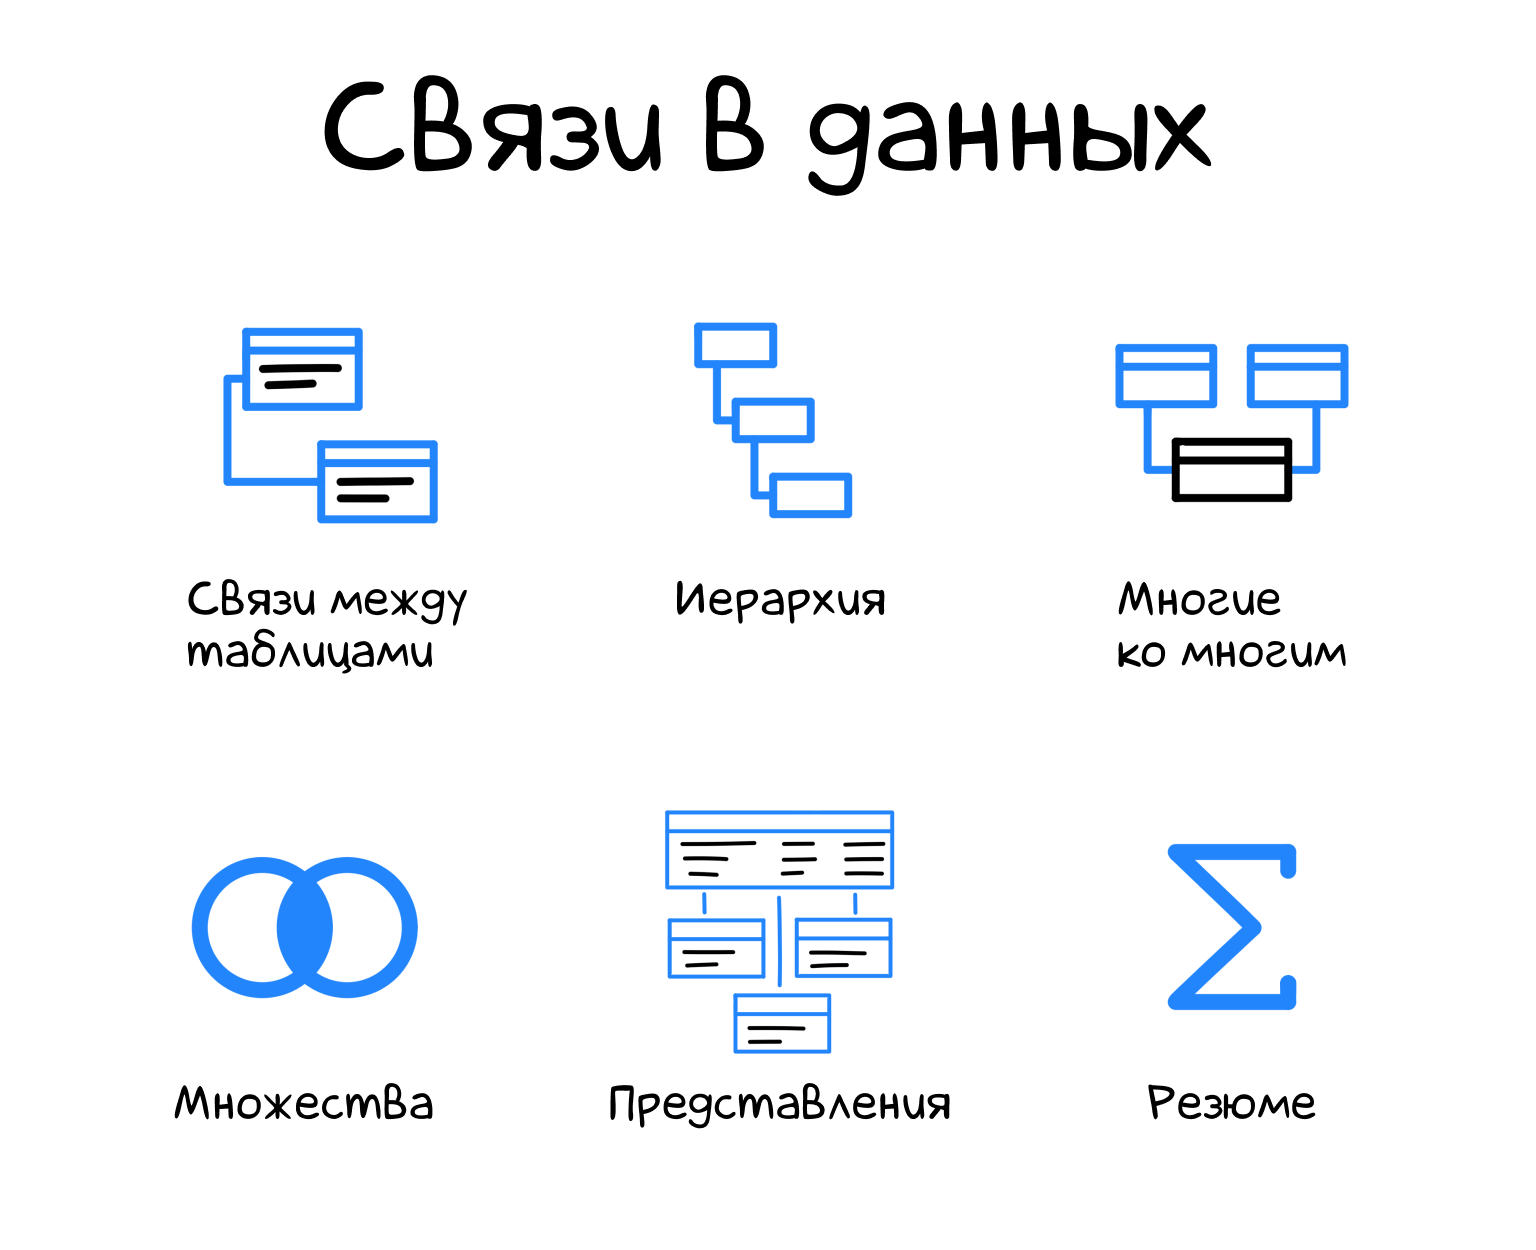 Связи в данных
Связи между
таблицами
Иерархия
Многие
ко многим
Множества
Представления
Резюме